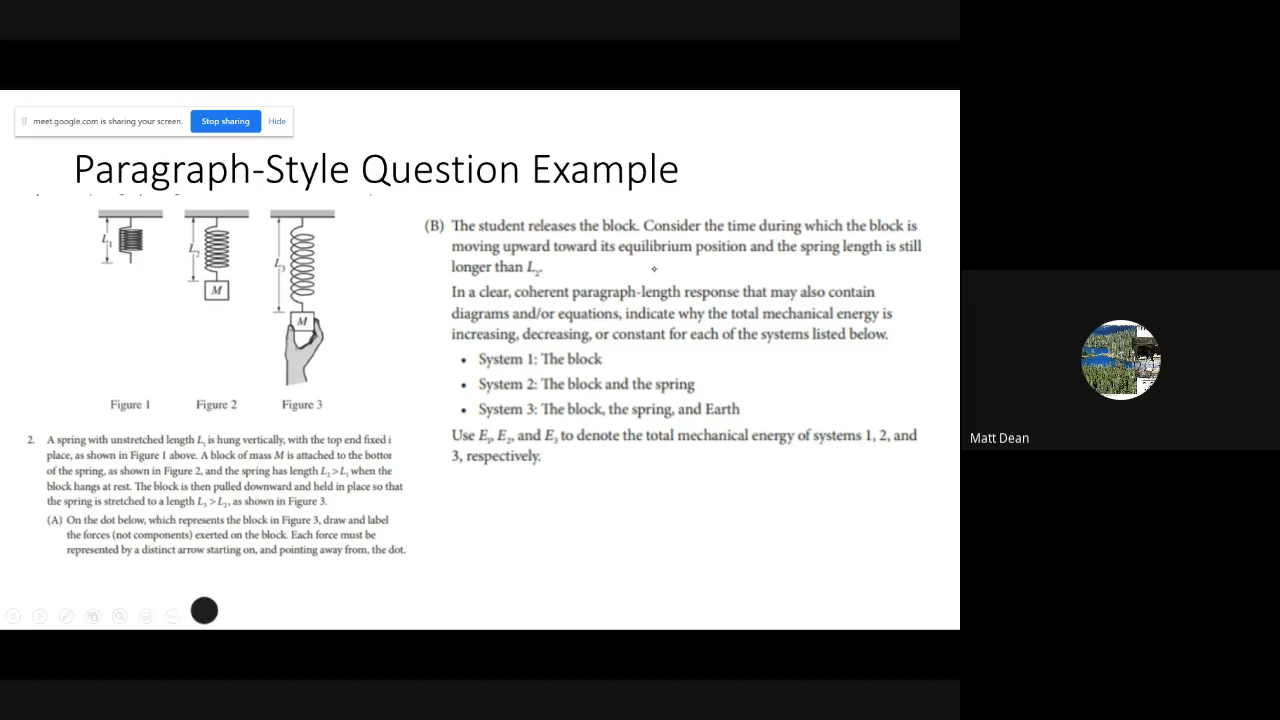 meet.google.com is sharing your screen.
Stop sharing
Hide
Paragraph-Style Question Example
L1
L2
L3
M
M
Figure 1
Figure 2
Figure 3
2. A spring with unstretched length L1 is hung vertically, with the top end fixed i
place, as shown in Figure 1 above. A block of mass M is attached to the bottor
of the spring, as shown in Figure 2, and the spring has length L2 > L1 when the
block hangs at rest. The block is then pulled downward and held in place so that
the spring is stretched to a length L3 > L2, as shown in Figure 3.
(A) On the dot below, which represents the block in Figure 3, draw and label
the forces (not components) exerted on the block. Each force must be
represented by a distinct arrow starting on, and pointing away from, the dot.
(B) The student releases the block. Consider the time during which the block is
moving upward toward its equilibrium position and the spring length is still
longer than L2.
In a clear, coherent paragraph-length response that may also contain
diagrams and/or equations, indicate why the total mechanical energy is
increasing, decreasing, or constant for each of the systems listed below.
• System 1: The block
• System 2: The block and the spring
• System 3: The block, the spring, and Earth
Use E1, E2, and E3 to denote the total mechanical energy of systems 1, 2, and
3, respectively.
Matt Dean